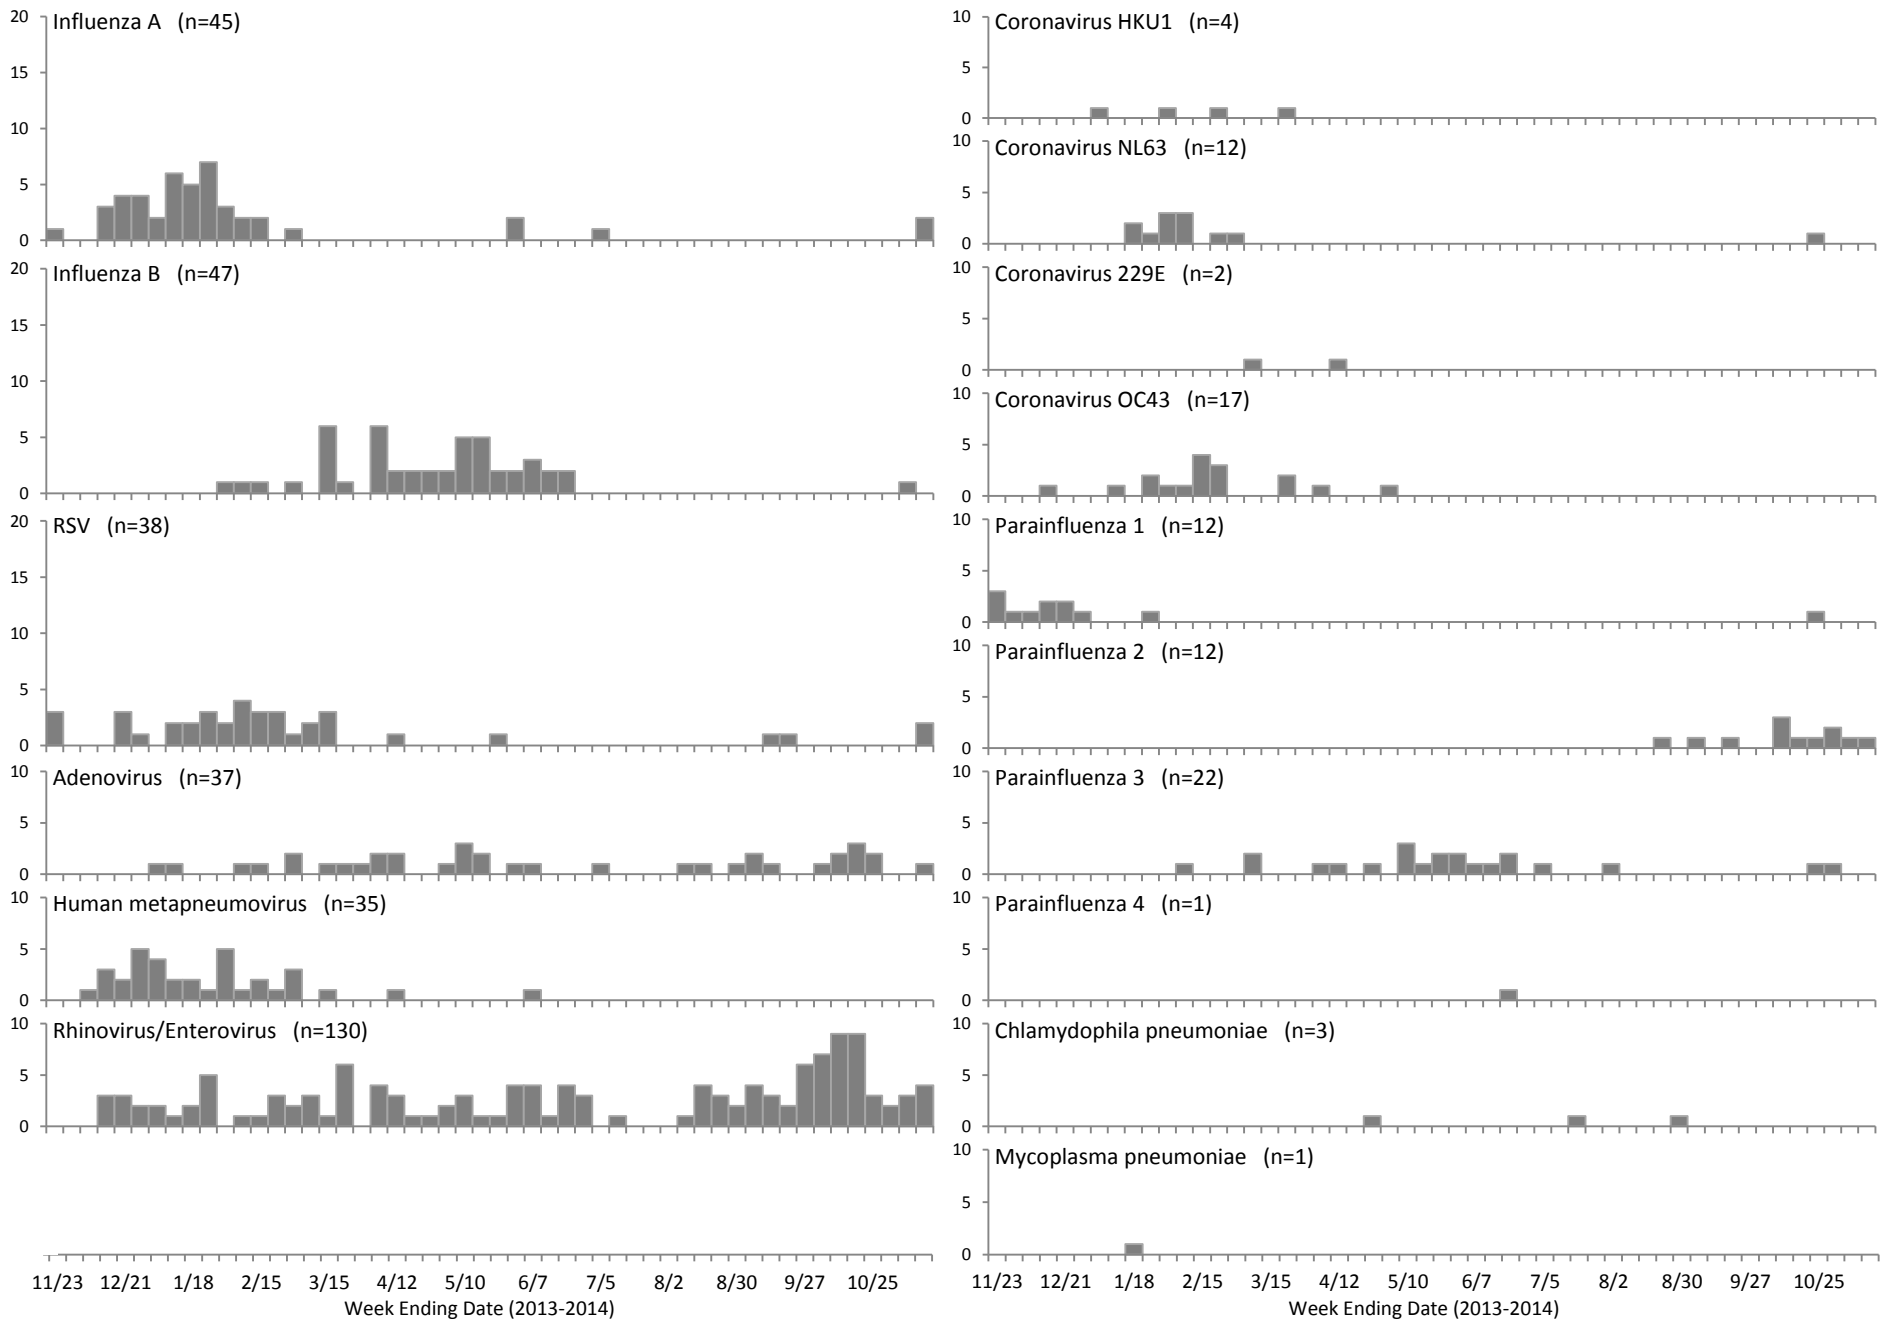 Influenza A (n=45)
20
15
10
5
0
Influenza B (n=47)
20
15
10
5
0
RSV (n=38)
20
15
10
5
0
Adenovirus (n=37)
10
5
0
Human metapneumovirus (n=35)
10
5
0
Rhinovirus/Enterovirus (n=130)
10
5
0
11/23 12/21 1/18 2/15 3/15 4/12 5/10 6/7 7/5 8/2 8/30 9/27 10/25
Week Ending Date (2013-2014)
Coronavirus HKU1 (n=4)
10
5
0
Coronavirus NL63 (n=12)
10
5
0
Coronavirus 229E (n=2)
10
5
0
Coronavirus OC43 (n=17)
10
5
0
Parainfluenza 1 (n=12)
10
5
0
Parainfluenza 2 (n=12)
10
5
0
Parainfluenza 3 (n=22)
10
5
0
Parainfluenza 4 (n=1)
10
5
0
Chlamydophila pneumoniae (n=3)
10
5
0
Mycoplasma pneumoniae (n=1)
10
5
0
11/23 12/21 1/18 2/15 3/15 4/12 5/10 6/7 7/5 8/2 8/30 9/27 10/25
Week Ending Date (2013-2014)